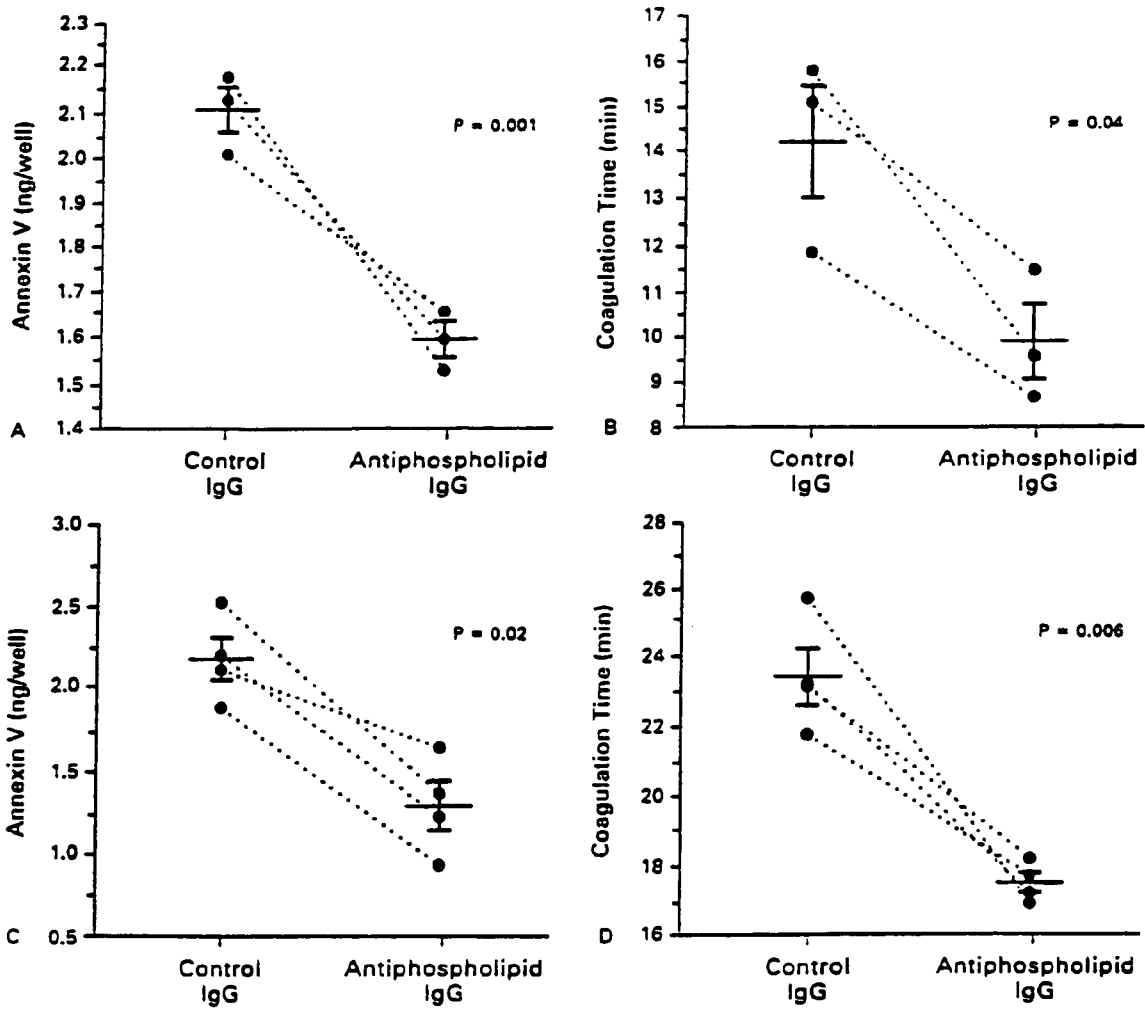 2.3
2.2
2.1
2.0
1.9
1.8
1.7
1.6
1.5
1.4
Annexin V (ng/well)
P = 0.001
A
Control
IgG
Antiphospholipid
IgG
17
16
15
14
13
12
11
10
9
8
Coagulation Time (min)
P = 0.04
B
Control
IgG
Antiphospholipid
IgG
3.0
2.5
2.0
1.5
1.0
0.5
Annexin V (ng/well)
P = 0.02
C
Control
IgG
Antiphospholipid
IgG
28
26
24
22
20
18
16
Coagulation Time (min)
P = 0.006
D
Control
IgG
Antiphospholipid
IgG